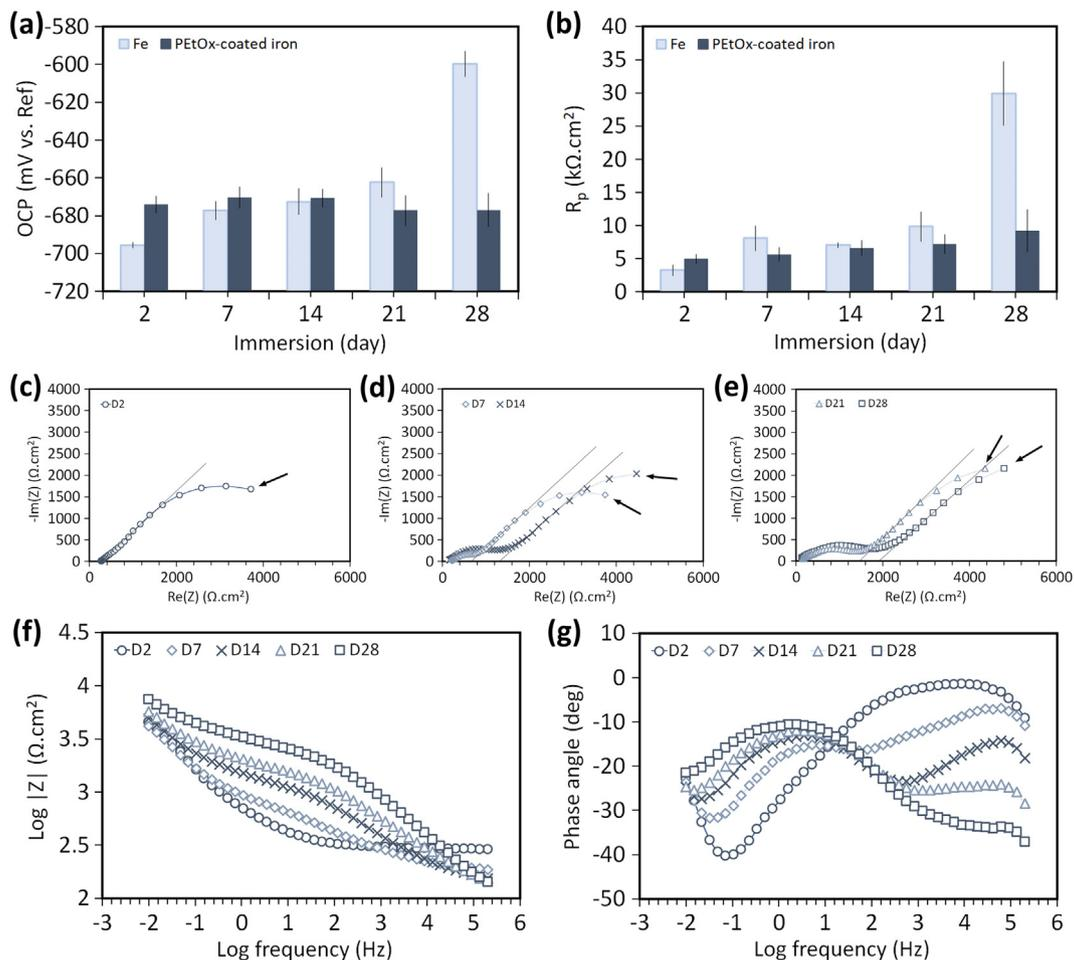 (a)
-580
-600
-620
-640
-660
-680
-700
-720
OCP (mV vs. Ref)
Fe PEtOx-coated iron
2 7 14 21 28
Immersion (day)
(b)
40
35
30
25
20
15
10
5
0
Rₚ (kΩ.cm²)
Fe PEtOx-coated iron
2 7 14 21 28
Immersion (day)
(c)
4000
3500
3000
2500
2000
1500
1000
500
0
-Im(Z) (Ω.cm²)
D2
0 2000 4000 6000
Re(Z) (Ω.cm²)
(d)
4000
3500
3000
2500
2000
1500
1000
500
0
-Im(Z) (Ω.cm²)
D7 D14
0 2000 4000 6000
Re(Z) (Ω.cm²)
(e)
4000
3500
3000
2500
2000
1500
1000
500
0
-Im(Z) (Ω.cm²)
D21 D28
0 2000 4000 6000
Re(Z) (Ω.cm²)
(f)
4.5
4
3.5
3
2.5
2
Log |Z| (Ω.cm²)
D2 D7 D14 D21 D28
-3 -2 -1 0 1 2 3 4 5 6
Log frequency (Hz)
(g)
10
0
-10
-20
-30
-40
-50
Phase angle (deg)
D2 D7 D14 D21 D28
-3 -2 -1 0 1 2 3 4 5 6
Log frequency (Hz)